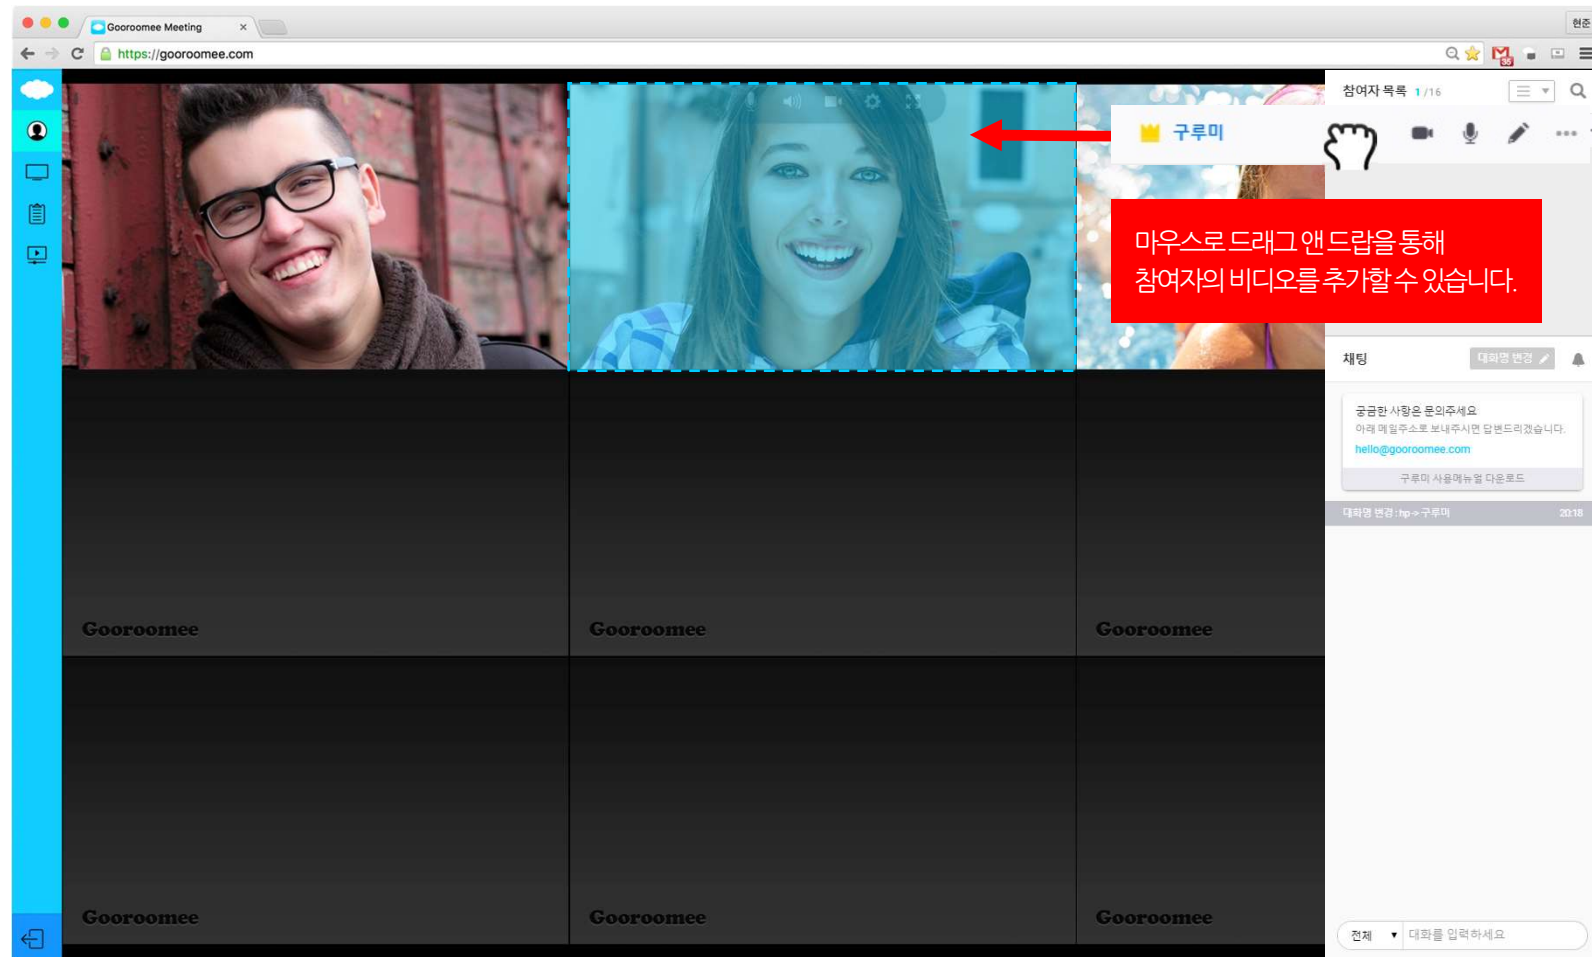 Gooroomee Meeting
현준
https://gooroomee.com
35
참여자 목록 1 /16
구루미
마우스로 드래그 앤 드랍을 통해
참여자의 비디오를 추가할 수 있습니다.
채팅
대화명 변경
궁금한 사항은 문의주세요
아래 메일주소로 보내주시면 답변드리겠습니다.
hello@gooroomee.com
구루미 사용메뉴얼 다운로드
대화명 변경 : hp -> 구루미 20:18
Gooroomee Gooroomee Gooroomee
Gooroomee Gooroomee Gooroomee
전체 대화를 입력하세요